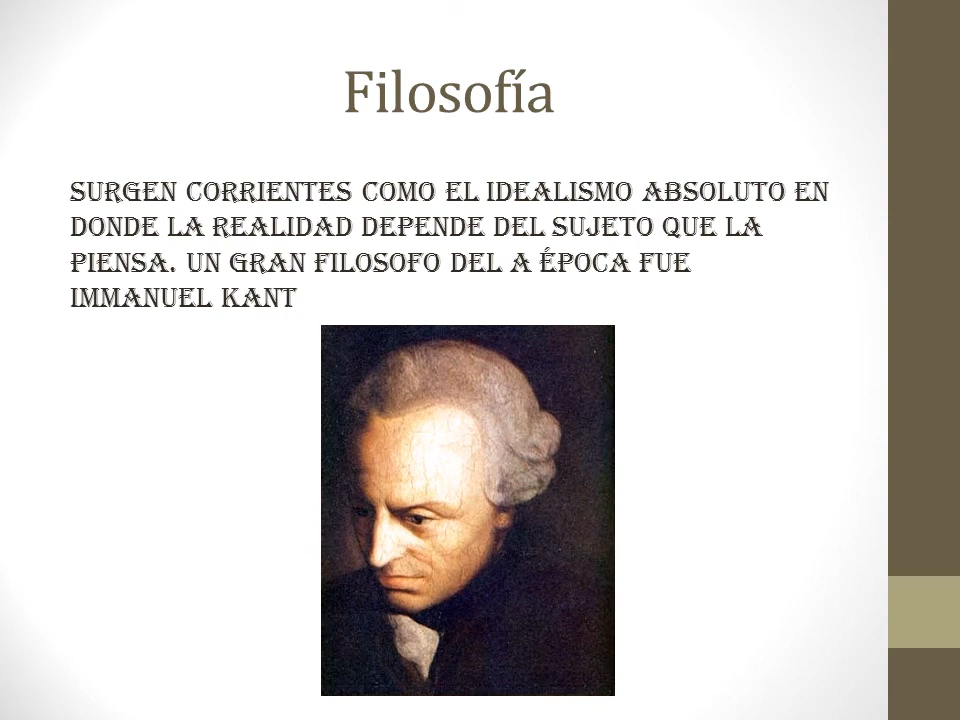 Filosofía
SURGEN CORRIENTES COMO EL IDEALISMO ABSOLUTO EN
DONDE LA REALIDAD DEPENDE DEL SUJETO QUE LA
PIENSA. UN GRAN FILOSOFO DEL A ÉPOCA FUE
IMMANUEL KANT